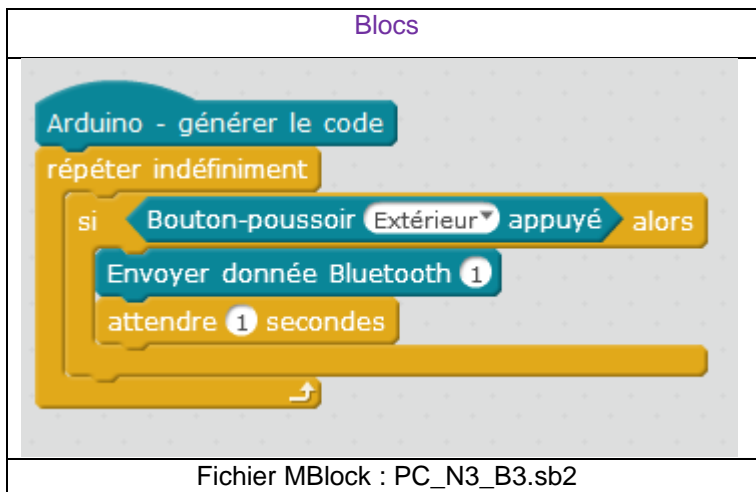 Blocs
Arduino - générer le code
répéter indéfiniment
si Bouton-poussoir Extérieur appuyé alors
Envoyer donnée Bluetooth 1
attendre 1 secondes
Fichier MBlock : PC_N3_B3.sb2